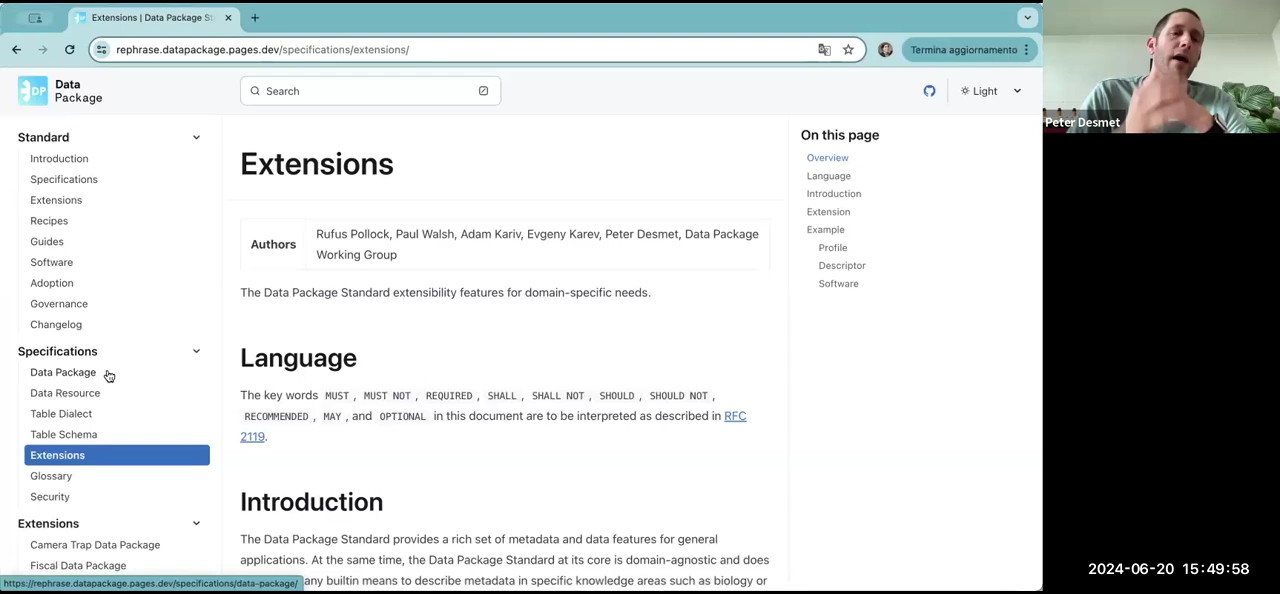 Extensions | Data Package St
rephrase.datapackage.pages.dev/specifications/extensions/
Termina aggiornamento
Data
Package
DP
Search
Light
Standard
Introduction
Specifications
Extensions
Recipes
Guides
Software
Adoption
Governance
Changelog
Specifications
Data Package
Data Resource
Table Dialect
Table Schema
Extensions
Glossary
Security
Extensions
Camera Trap Data Package
Fiscal Data Package
https://rephrase.datapackage.pages.dev/specifications/data-package/
Extensions
Authors
Rufus Pollock, Paul Walsh, Adam Kariv, Evgeny Karev, Peter Desmet, Data Package
Working Group
The Data Package Standard extensibility features for domain-specific needs.
Language
The key words MUST, MUST NOT, REQUIRED, SHALL, SHALL NOT, SHOULD, SHOULD NOT,
RECOMMENDED, MAY, and OPTIONAL in this document are to be interpreted as described in RFC
2119.
Introduction
The Data Package Standard provides a rich set of metadata and data features for general
applications. At the same time, the Data Package Standard at its core is domain-agnostic and does
any builtin means to describe metadata in specific knowledge areas such as biology or
On this page
Overview
Language
Introduction
Extension
Example
Profile
Descriptor
Software
Peter Desmet
2024-06-20 15:49:58